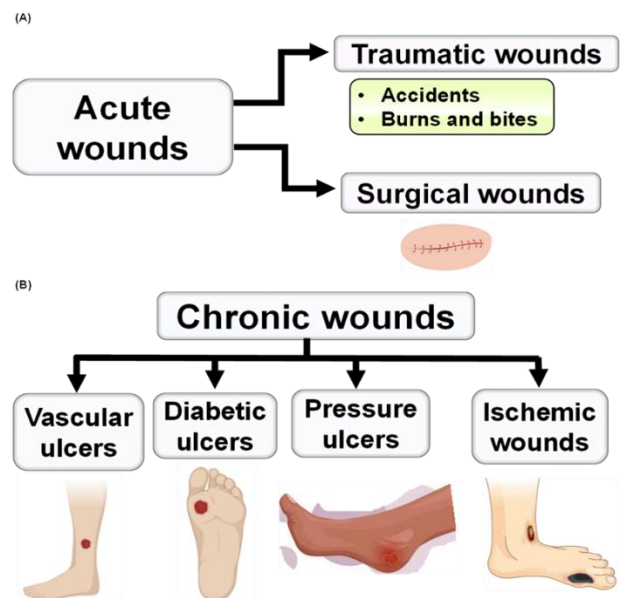 (A)
Acute
wounds
Traumatic wounds
• Accidents
• Burns and bites
Surgical wounds
(B)
Chronic wounds
Vascular
ulcers
Diabetic
ulcers
Pressure
ulcers
Ischemic
wounds